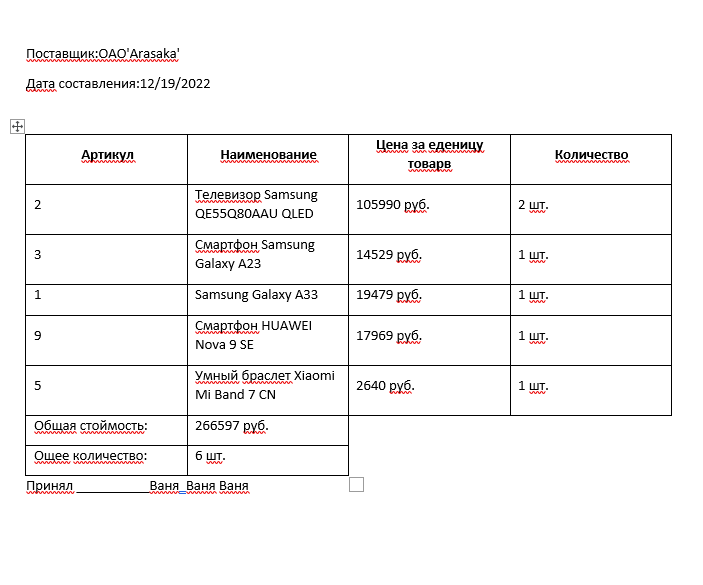 Поставщик:ОАО'Arasaka'
Дата составления:12/19/2022
Артикул
Наименование
Цена за еденицу
товарв
Количество
2
Телевизор Samsung
QE55Q80AAU QLED
105990 руб.
2 шт.
3
Смартфон Samsung
Galaxy A23
14529 руб.
1 шт.
1
Samsung Galaxy A33
19479 руб.
1 шт.
9
Смартфон HUAWEI
Nova 9 SE
17969 руб.
1 шт.
5
Умный браслет Xiaomi
Mi Band 7 CN
2640 руб.
1 шт.
Общая стоймость:
266597 руб.
Ощее количество:
6 шт.
Принял ___________Ваня_Ваня Ваня